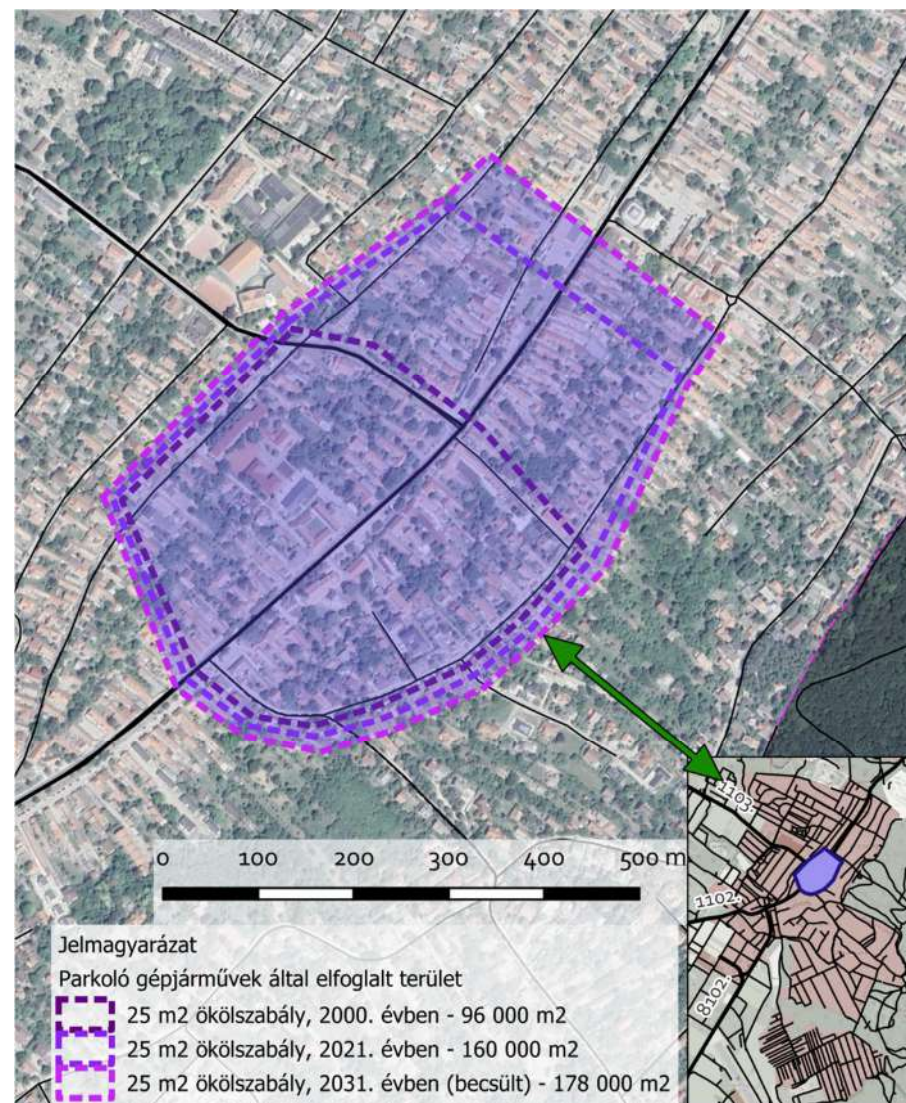 0 100 200 300 400 500 m
Jelmagyarázat
Parkoló gépjárművek által elfoglalt terület
25 m2 ökölszabály, 2000. évben - 96 000 m2
25 m2 ökölszabály, 2021. évben - 160 000 m2
25 m2 ökölszabály, 2031. évben (becsült) - 178 000 m2
1103.
1102.
8102.